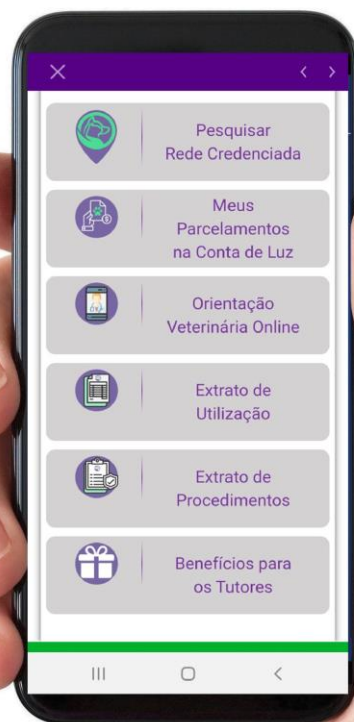 Pesquisar
Rede Credenciada
Meus
Parcelamentos
na Conta de Luz
Orientação
Veterinária Online
Extrato de
Utilização
Extrato de
Procedimentos
Benefícios para
os Tutores